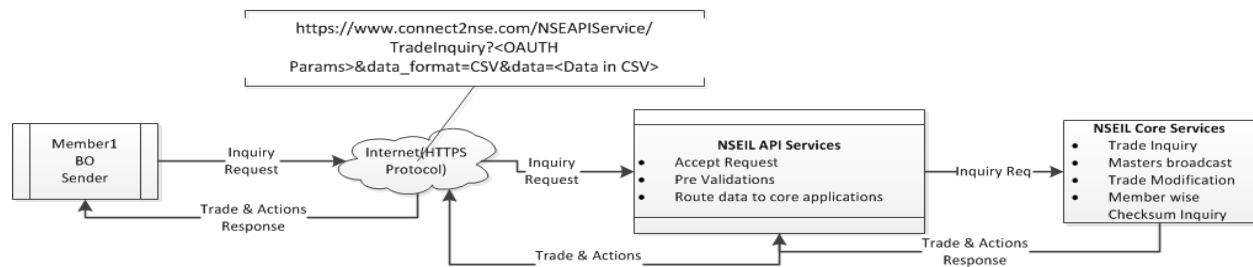 https://www.connect2nse.com/NSEAPIService/
TradeInquiry?<OAUTH
Params>&data_format=CSV&data=<Data in CSV>
Member1
BO
Sender
Inquiry
Request
Trade & Actions
Response
Internet(HTTPS
Protocol)
Inquiry
Request
Trade & Actions
NSEIL API Services
• Accept Request
• Pre Validations
• Route data to core applications
Inquiry Req
Trade & Actions
Response
NSEIL Core Services
• Trade Inquiry
• Masters broadcast
• Trade Modification
• Member wise
Checksum Inquiry